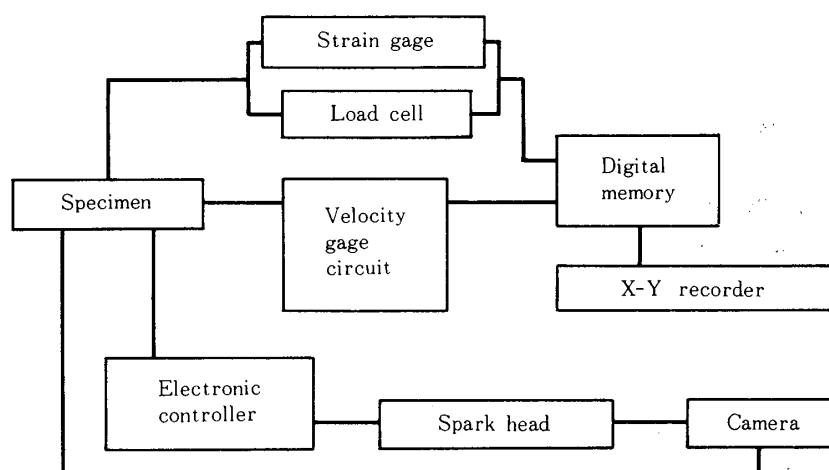 Strain gage
Load cell
Digital
memory
Specimen
Velocity
gage
circuit
X-Y recorder
Electronic
controller
Spark head
Camera